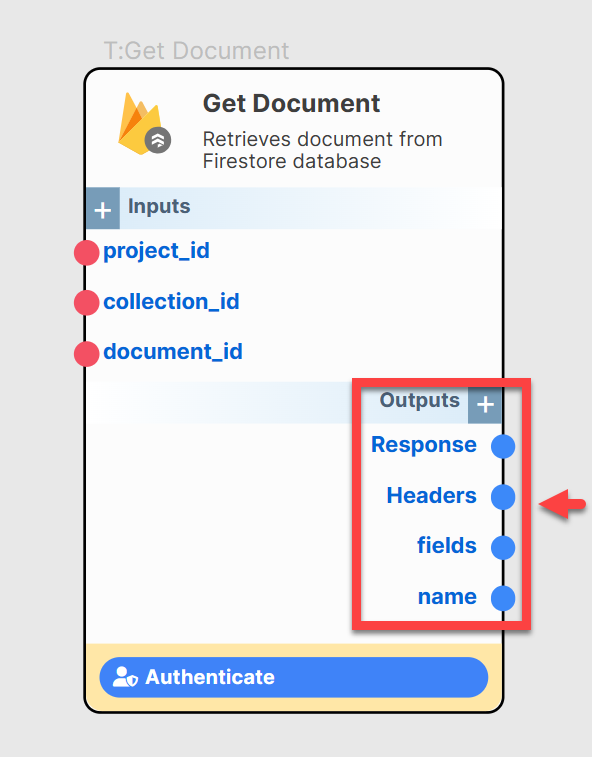 T:Get Document
Get Document
Retrieves document from
Firestore database
+ Inputs
project_id
collection_id
document_id
Outputs +
Response
Headers
fields
name
Authenticate